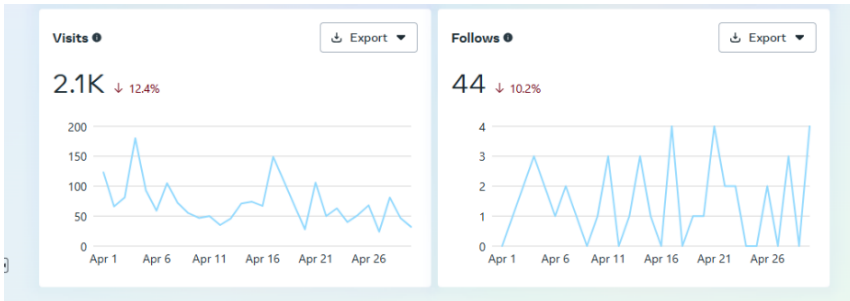 Visits
Export
2.1K ↓ 12.4%
200
150
100
50
0
Apr 1 Apr 6 Apr 11 Apr 16 Apr 21 Apr 26
Follows
Export
44 ↓ 10.2%
4
3
2
1
0
Apr 1 Apr 6 Apr 11 Apr 16 Apr 21 Apr 26